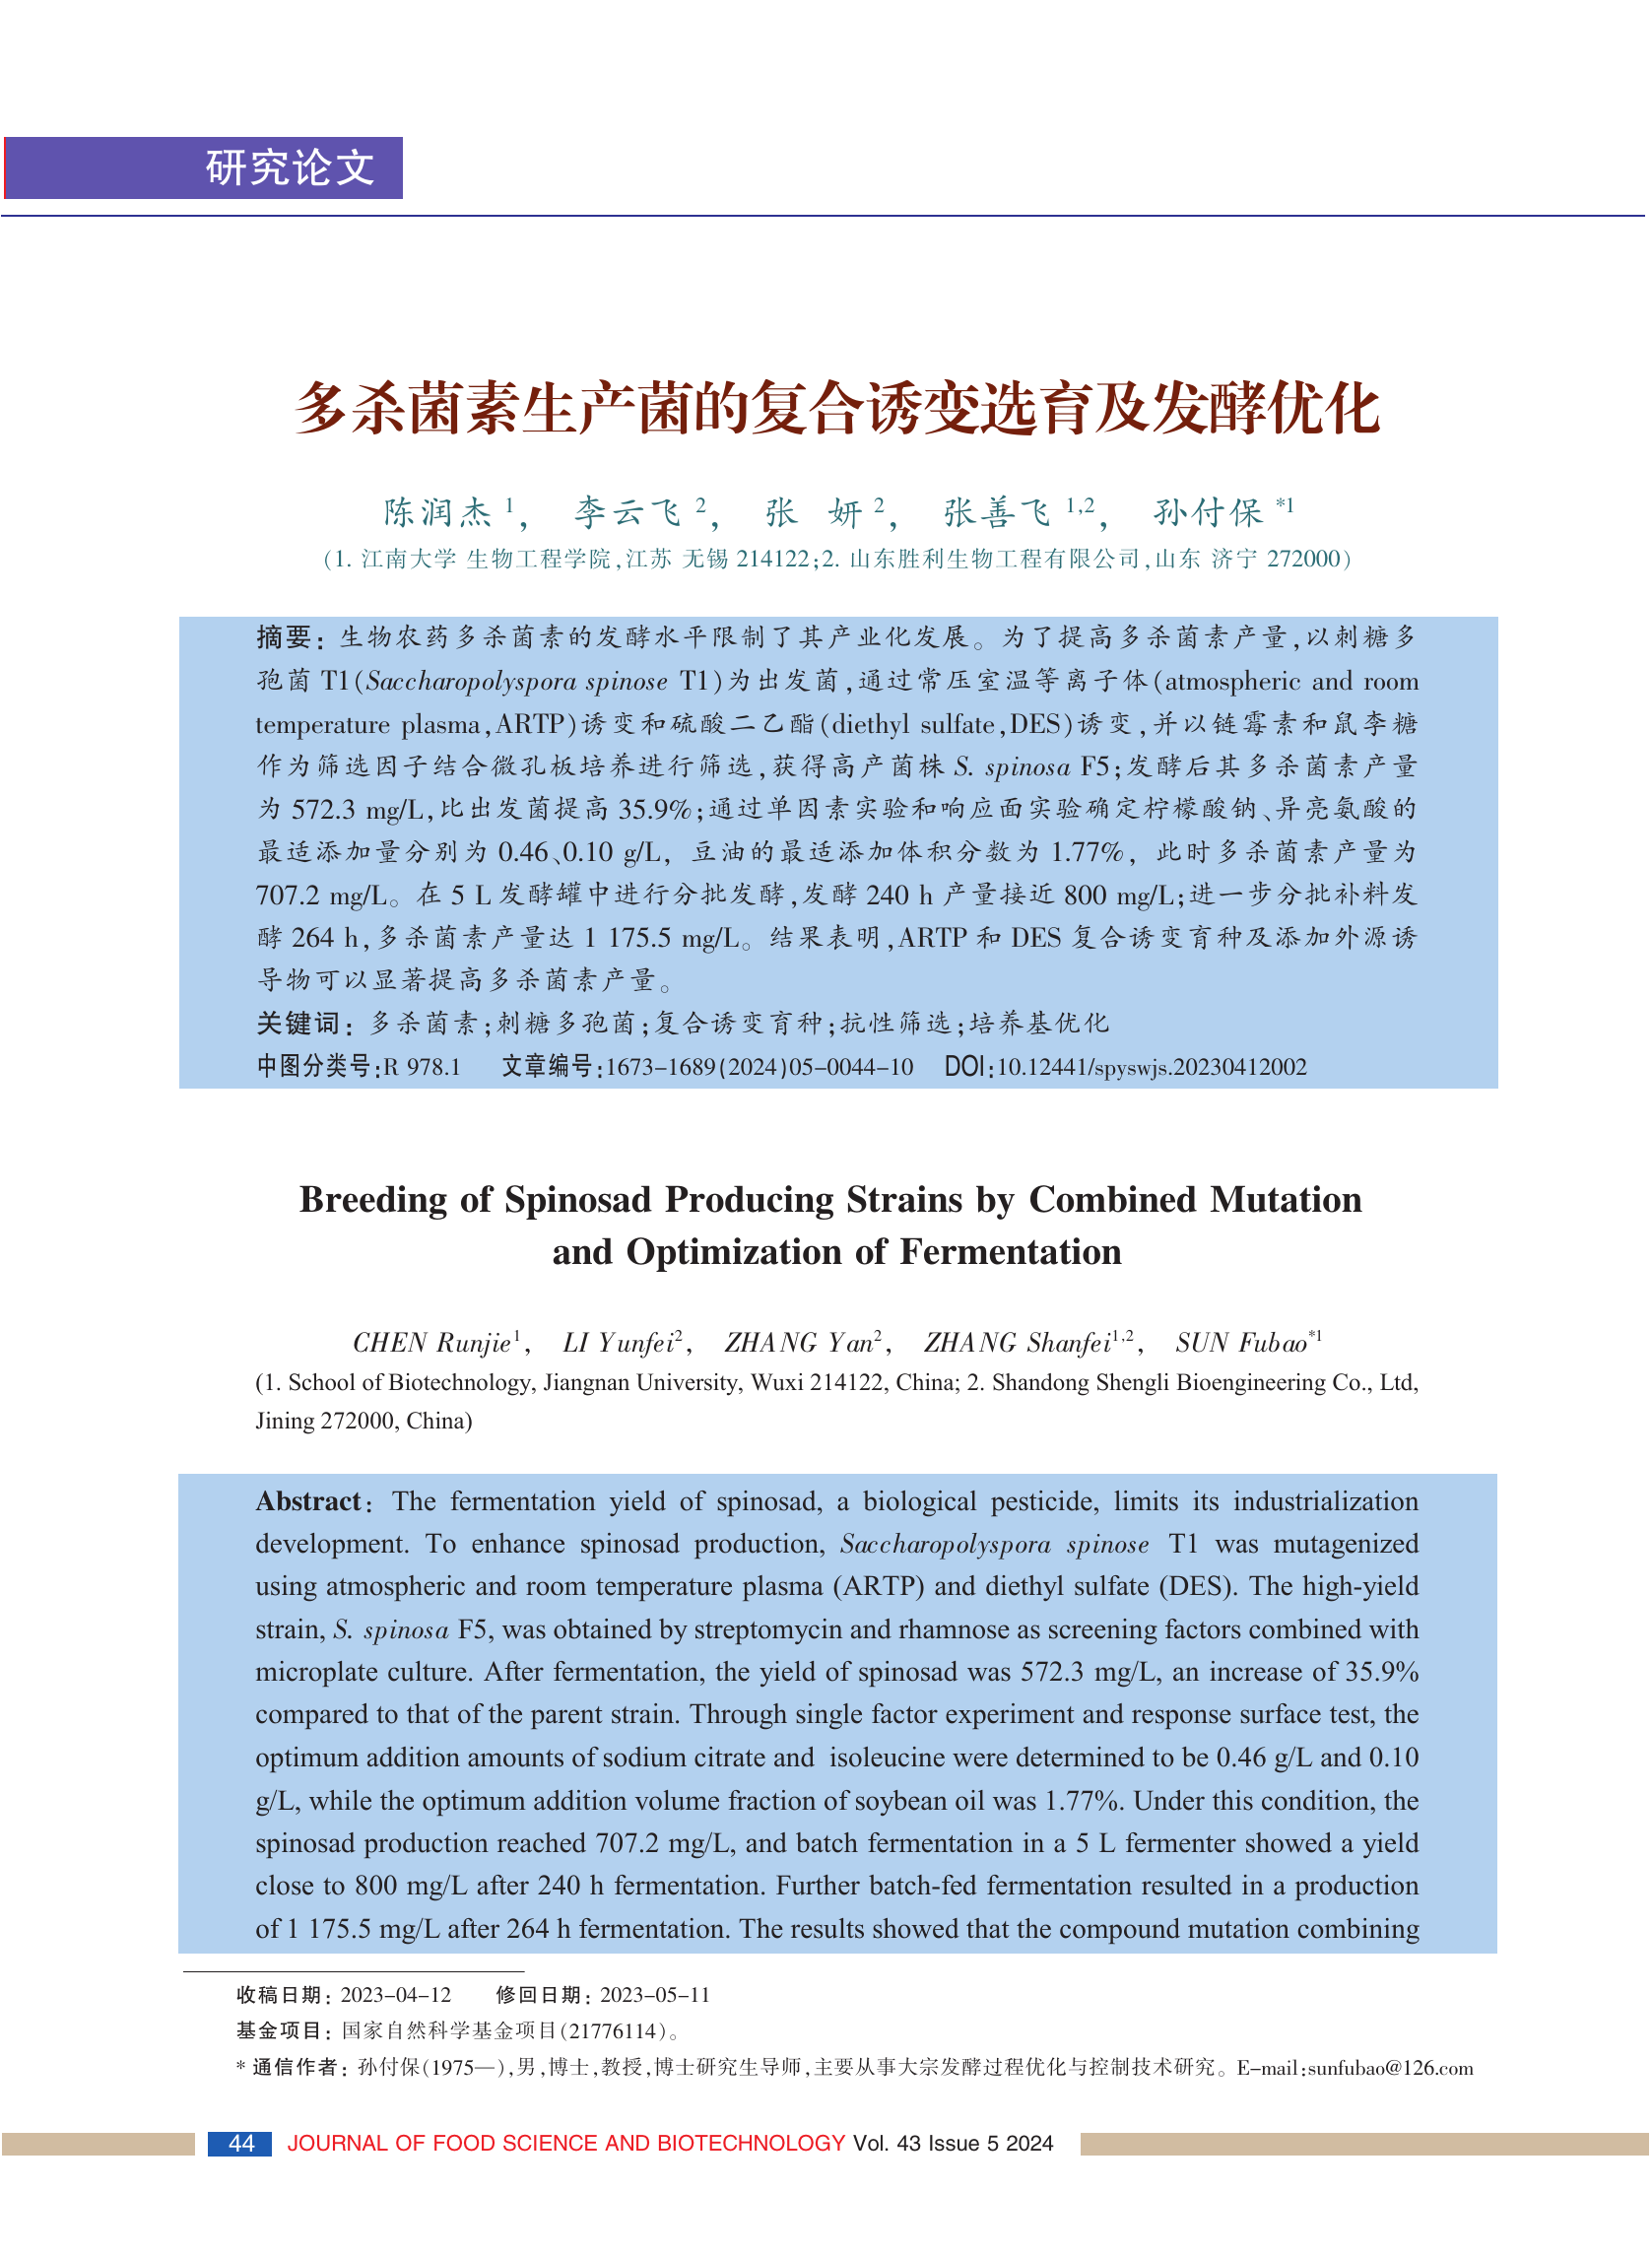 研究论文
多杀菌素生产菌的复合诱变选育及发酵优化
陈润杰 1， 李云飞 2， 张 妍 2， 张善飞 1,2， 孙付保 *1
(1. 江南大学 生物工程学院,江苏 无锡 214122;2. 山东胜利生物工程有限公司,山东 济宁 272000)
摘要: 生物农药多杀菌素的发酵水平限制了其产业化发展。为了提高多杀菌素产量,以刺糖多
孢菌 T1(Saccharopolyspora spinose T1)为出发菌,通过常压室温等离子体(atmospheric and room
temperature plasma,ARTP)诱变和硫酸二乙酯(diethyl sulfate,DES)诱变,并以链霉素和鼠李糖
作为筛选因子结合微孔板培养进行筛选,获得高产菌株 S. spinosa F5;发酵后其多杀菌素产量
为 572.3 mg/L,比出发菌提高 35.9%;通过单因素实验和响应面实验确定柠檬酸钠、异亮氨酸的
最适添加量分别为 0.46、0.10 g/L, 豆油的最适添加体积分数为 1.77%, 此时多杀菌素产量为
707.2 mg/L。在 5 L 发酵罐中进行分批发酵,发酵 240 h 产量接近 800 mg/L;进一步分批补料发
酵 264 h,多杀菌素产量达 1 175.5 mg/L。结果表明,ARTP 和 DES 复合诱变育种及添加外源诱
导物可以显著提高多杀菌素产量。
关键词: 多杀菌素;刺糖多孢菌;复合诱变育种;抗性筛选;培养基优化
中图分类号:R 978.1 文章编号:1673-1689(2024)05-0044-10 DOI:10.12441/spyswjs.20230412002
Breeding of Spinosad Producing Strains by Combined Mutation
and Optimization of Fermentation
CHEN Runjie1, LI Yunfei2, ZHANG Yan2, ZHANG Shanfei1,2, SUN Fubao*1
(1. School of Biotechnology, Jiangnan University, Wuxi 214122, China; 2. Shandong Shengli Bioengineering Co., Ltd,
Jining 272000, China)
Abstract: The fermentation yield of spinosad, a biological pesticide, limits its industrialization
development. To enhance spinosad production, Saccharopolyspora spinose T1 was mutagenized
using atmospheric and room temperature plasma (ARTP) and diethyl sulfate (DES). The high-yield
strain, S. spinosa F5, was obtained by streptomycin and rhamnose as screening factors combined with
microplate culture. After fermentation, the yield of spinosad was 572.3 mg/L, an increase of 35.9%
compared to that of the parent strain. Through single factor experiment and response surface test, the
optimum addition amounts of sodium citrate and isoleucine were determined to be 0.46 g/L and 0.10
g/L, while the optimum addition volume fraction of soybean oil was 1.77%. Under this condition, the
spinosad production reached 707.2 mg/L, and batch fermentation in a 5 L fermenter showed a yield
close to 800 mg/L after 240 h fermentation. Further batch-fed fermentation resulted in a production
of 1 175.5 mg/L after 264 h fermentation. The results showed that the compound mutation combining
收稿日期: 2023-04-12 修回日期: 2023-05-11
基金项目: 国家自然科学基金项目(21776114)。
* 通信作者: 孙付保(1975—),男,博士,教授,博士研究生导师,主要从事大宗发酵过程优化与控制技术研究。E-mail:sunfubao@126.com
44 JOURNAL OF FOOD SCIENCE AND BIOTECHNOLOGY Vol. 43 Issue 5 2024